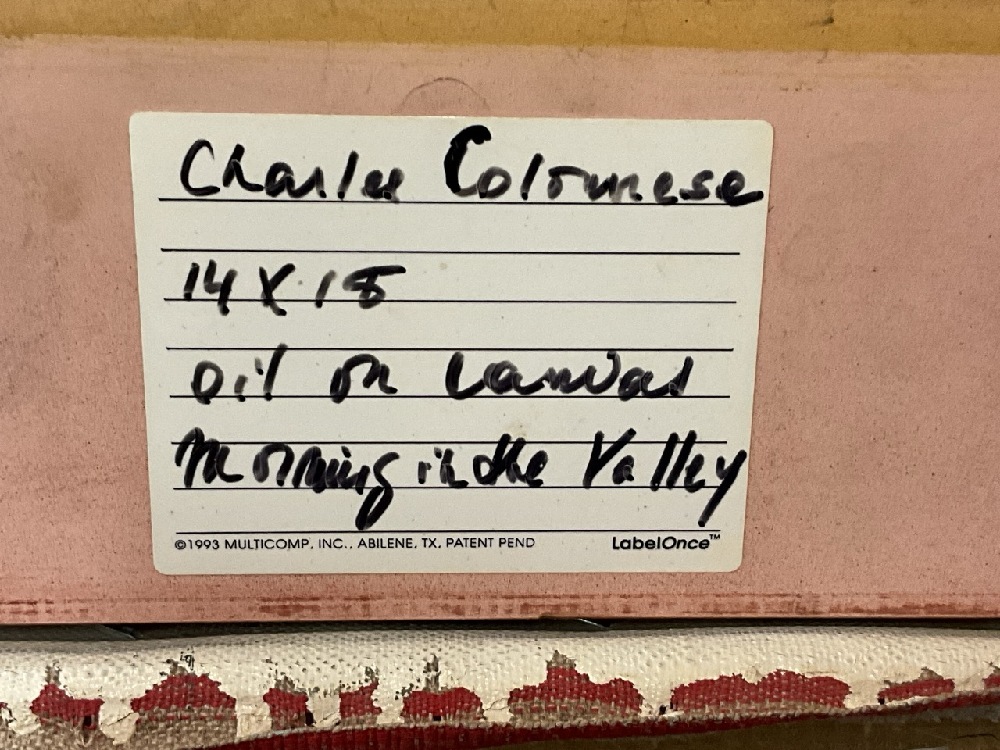 Charles Colomese
14 X 18
oil on Canvas
Morning in the Valley
©1993 MULTICOMP, INC., ABILENE, TX, PATENT PEND LabelOnce™